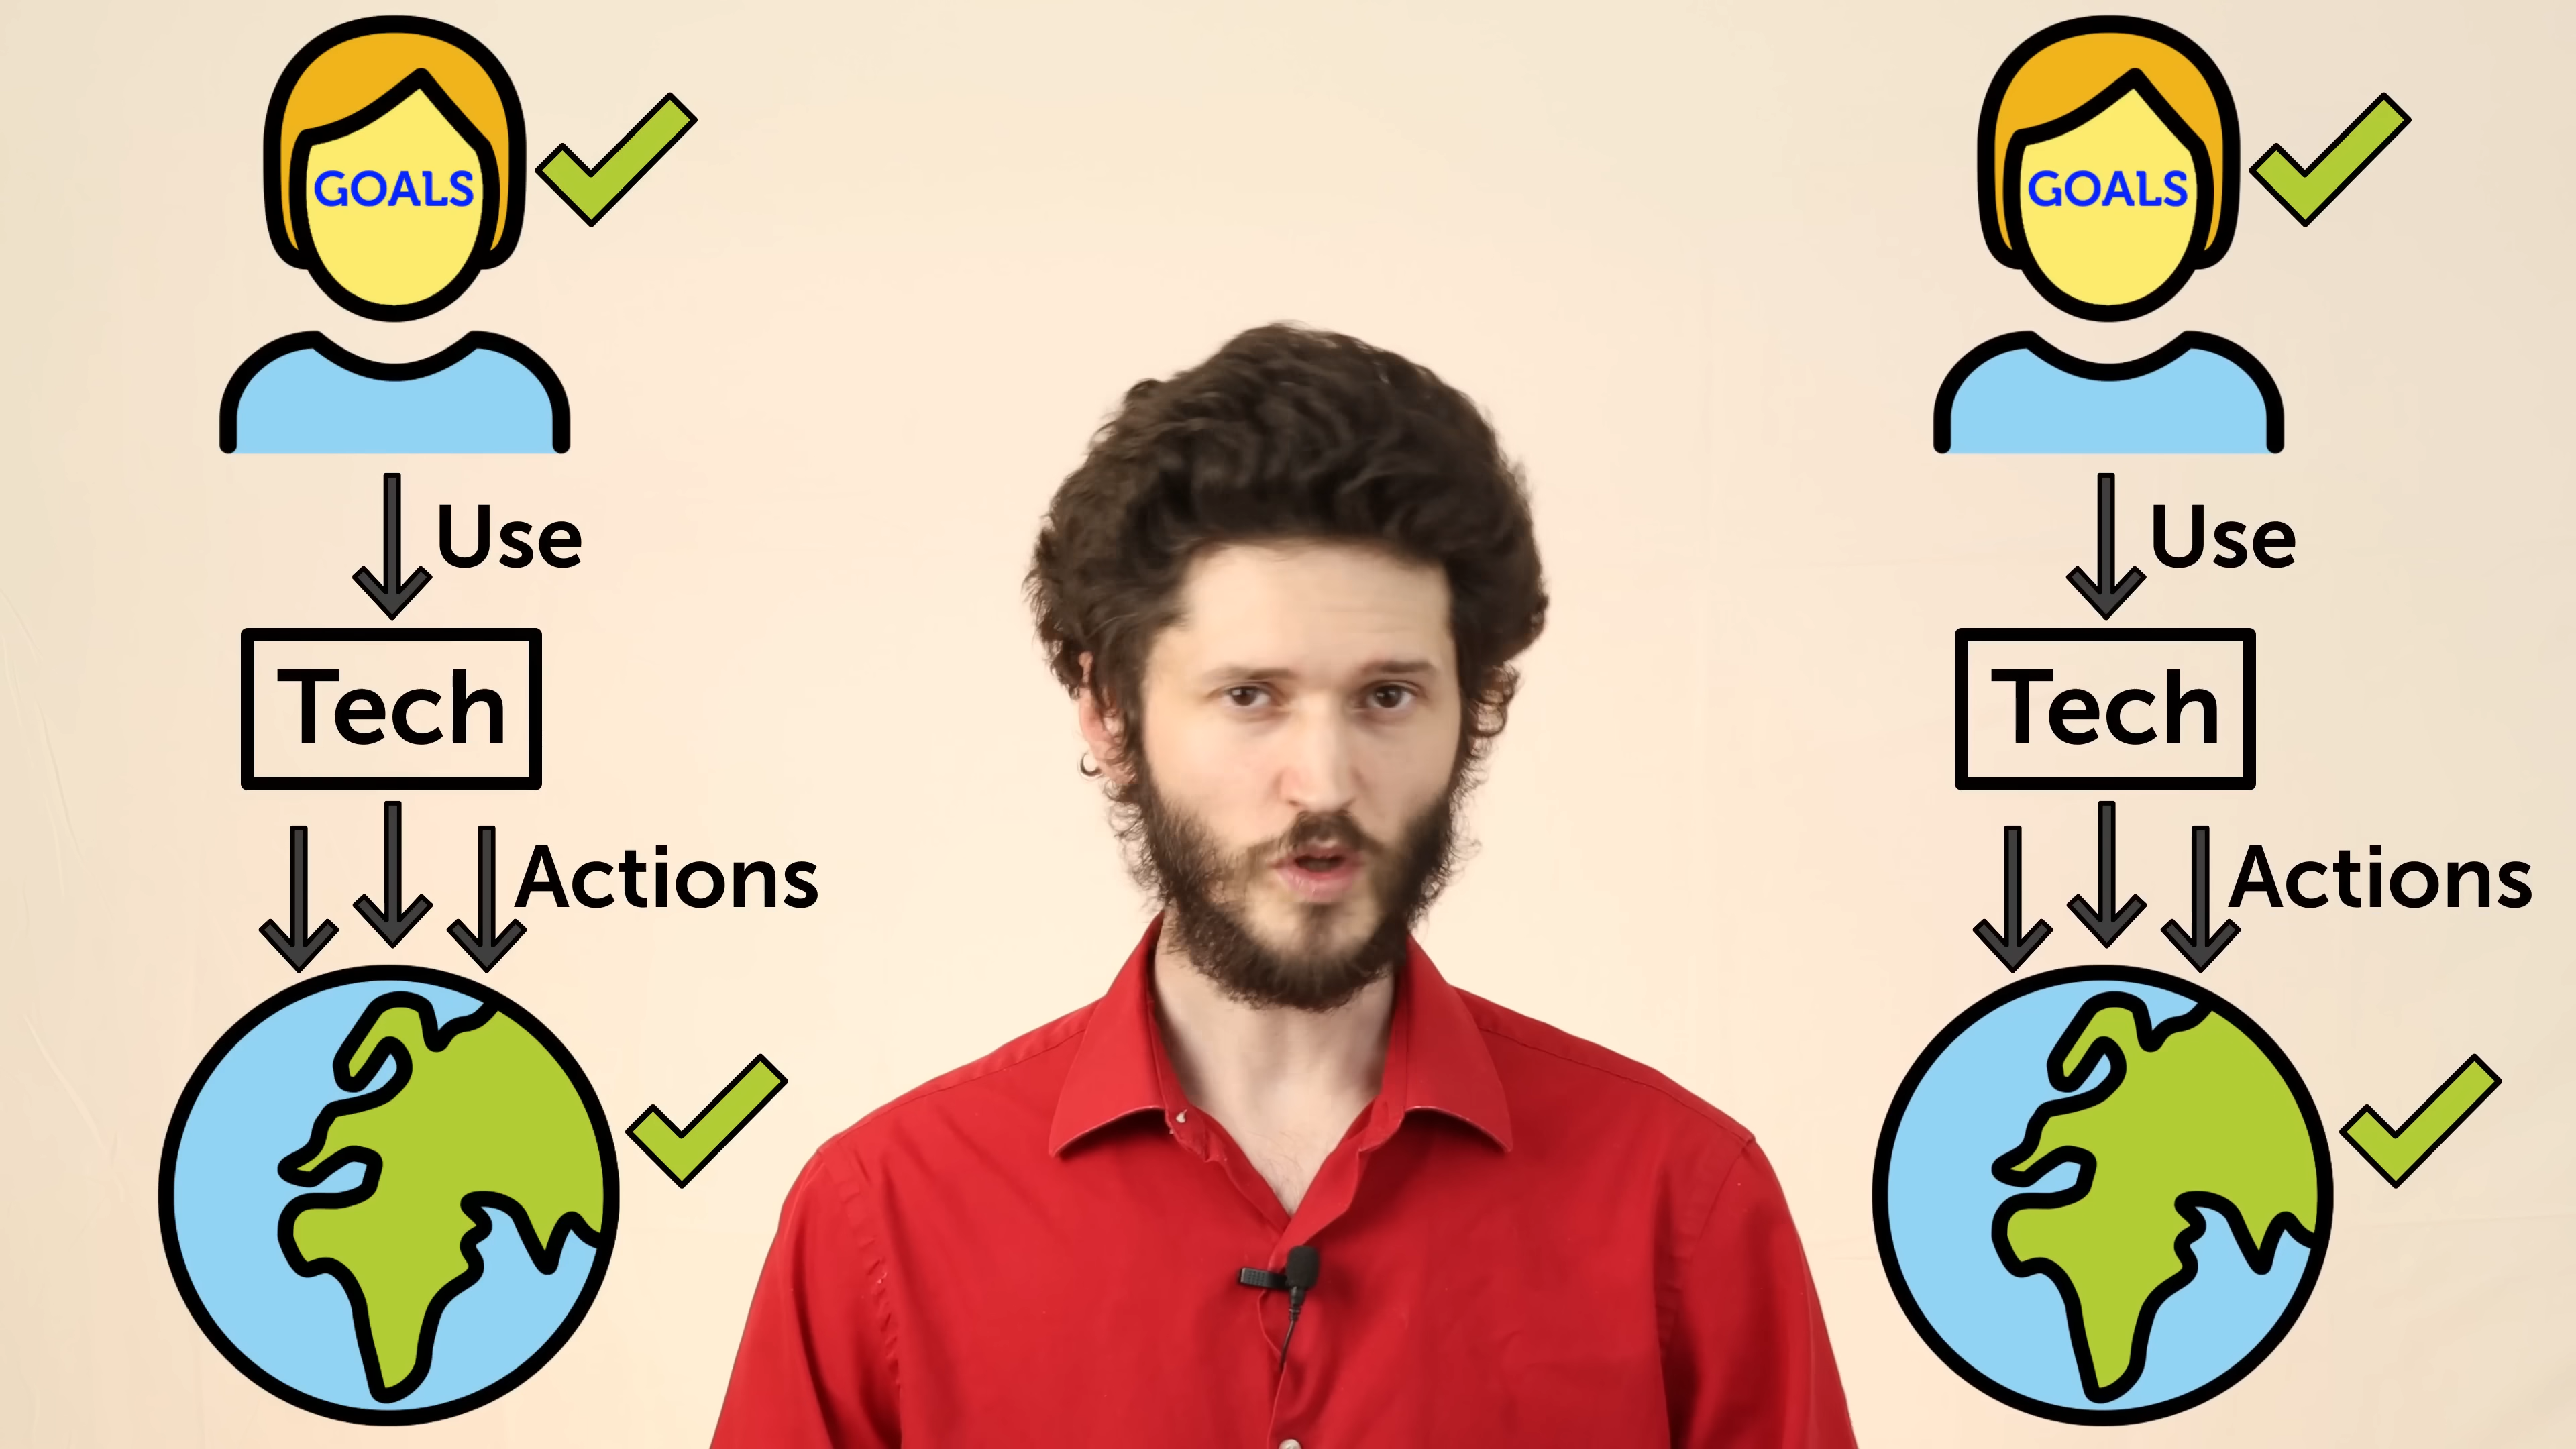 GOALS
Use
Tech
Actions
GOALS
Use
Tech
Actions